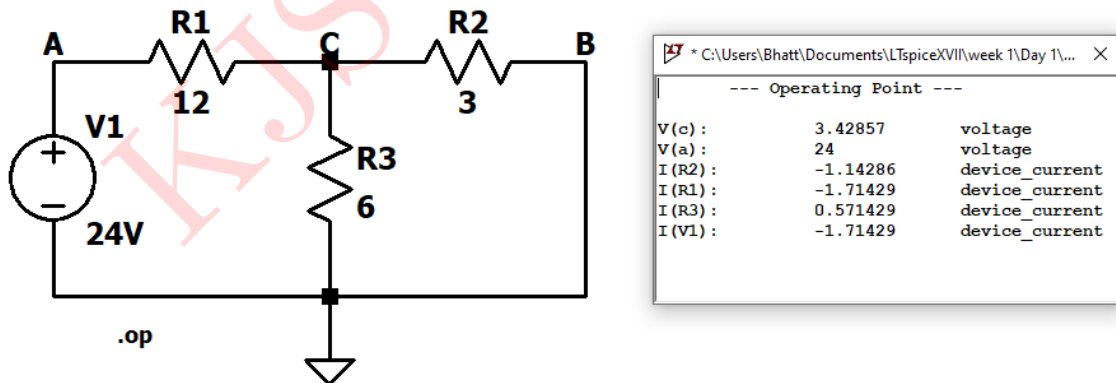 R1
R2
A
C
B
12
3
V1
R3
6
24V
.op
KJS
* C:\Users\Bhatt\Documents\LTspiceXVII\week 1\Day 1\...
--- Operating Point ---
V(c): 3.42857 voltage
V(a): 24 voltage
I(R2): -1.14286 device_current
I(R1): -1.71429 device_current
I(R3): 0.571429 device_current
I(V1): -1.71429 device_current